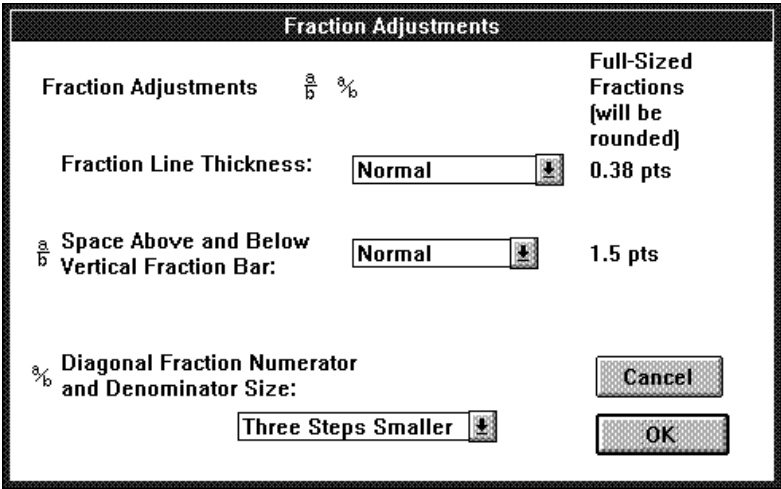 Fraction Adjustments
Fraction Adjustments a/b a/b
Full-Sized
Fractions
(will be
rounded)
Fraction Line Thickness: Normal 0.38 pts
a/b Space Above and Below
Vertical Fraction Bar: Normal 1.5 pts
a/b Diagonal Fraction Numerator
and Denominator Size:
Three Steps Smaller
Cancel
OK